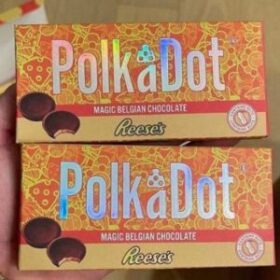 PolkaDot
MAGIC BELGIAN CHOCOLATE
Reese's
PolkaDot
MAGIC BELGIAN CHOCOLATE
Reese's